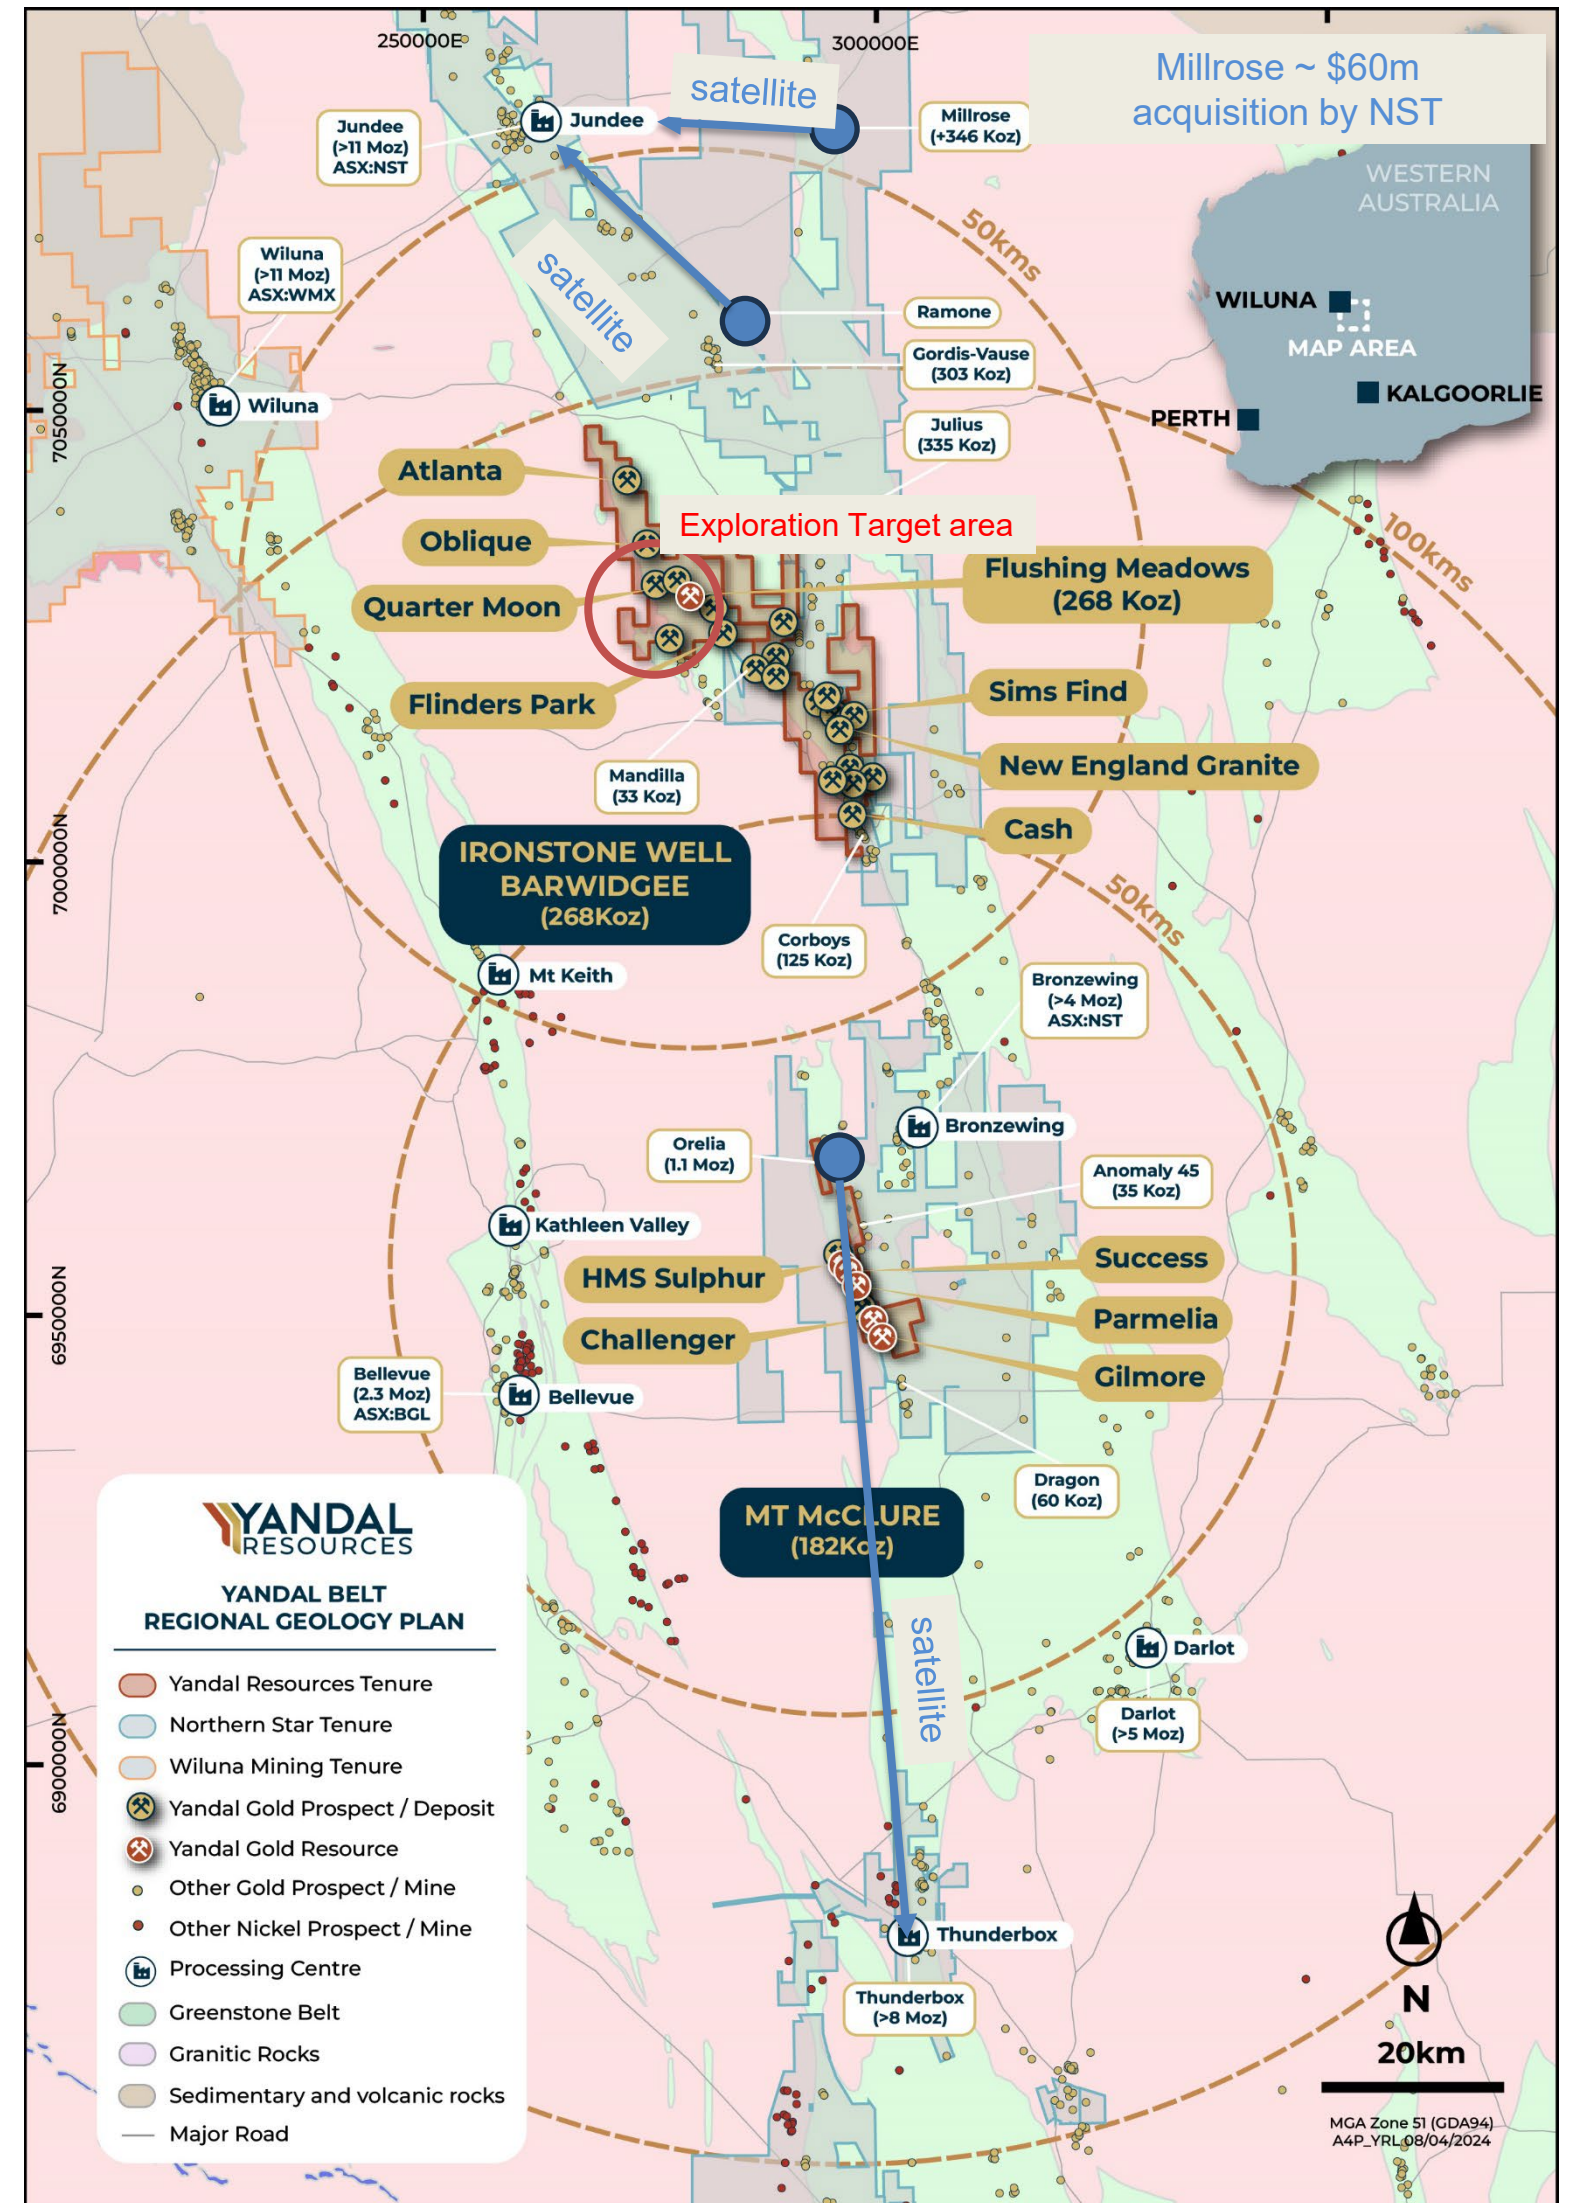 250000E
300000E
Millrose ~ $60m
acquisition by NST
satellite
Jundee
(>11 Moz)
ASX:NST
Jundee
Millrose
(+346 Koz)
WESTERN
AUSTRALIA
50kms
satellite
Wiluna
(>11 Moz)
ASX:WMX
WILUNA
Ramone
MAP AREA
Gordis-Vause
(303 Koz)
KALGOORLIE
Wiluna
PERTH
7050000N
Julius
(335 Koz)
Atlanta
Exploration Target area
100kms
Oblique
Flushing Meadows
(268 Koz)
Quarter Moon
Flinders Park
Sims Find
Mandilla
(33 Koz)
New England Granite
Cash
7000000N
IRONSTONE WELL
BARWIDGEE
(268Koz)
50kms
Corboys
(125 Koz)
Mt Keith
Bronzewing
(>4 Moz)
ASX:NST
Bronzewing
Orelia
(1.1 Moz)
Anomaly 45
(35 Koz)
Kathleen Valley
HMS Sulphur
Success
6950000N
Challenger
Parmelia
Gilmore
Bellevue
(2.3 Moz)
ASX:BGL
Bellevue
Dragon
(60 Koz)
MT McCLURE
(182Koz)
satellite
Darlot
Darlot
(>5 Moz)
6900000N
YANDAL
RESOURCES
YANDAL BELT
REGIONAL GEOLOGY PLAN
Yandal Resources Tenure
Northern Star Tenure
Wiluna Mining Tenure
Yandal Gold Prospect / Deposit
Yandal Gold Resource
Other Gold Prospect / Mine
Other Nickel Prospect / Mine
Processing Centre
Greenstone Belt
Granitic Rocks
Sedimentary and volcanic rocks
Major Road
Thunderbox
Thunderbox
(>8 Moz)
N
20km
MGA Zone 51 (GDA94)
A4P_YRL 08/04/2024